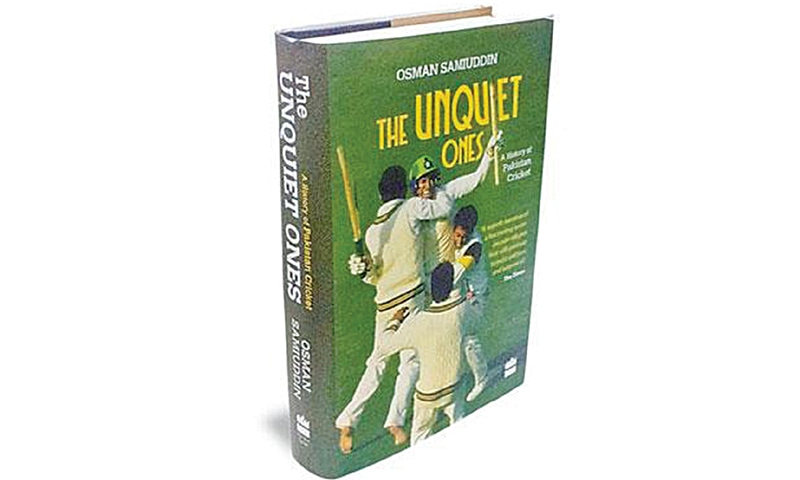 OSMAN SAMIUDDIN
THE UNQUIET
ONES
A History of
Pakistan
Cricket
The
UNQUIET ONES
A History of Pakistan Cricket
OSMAN
SAMIUDDIN